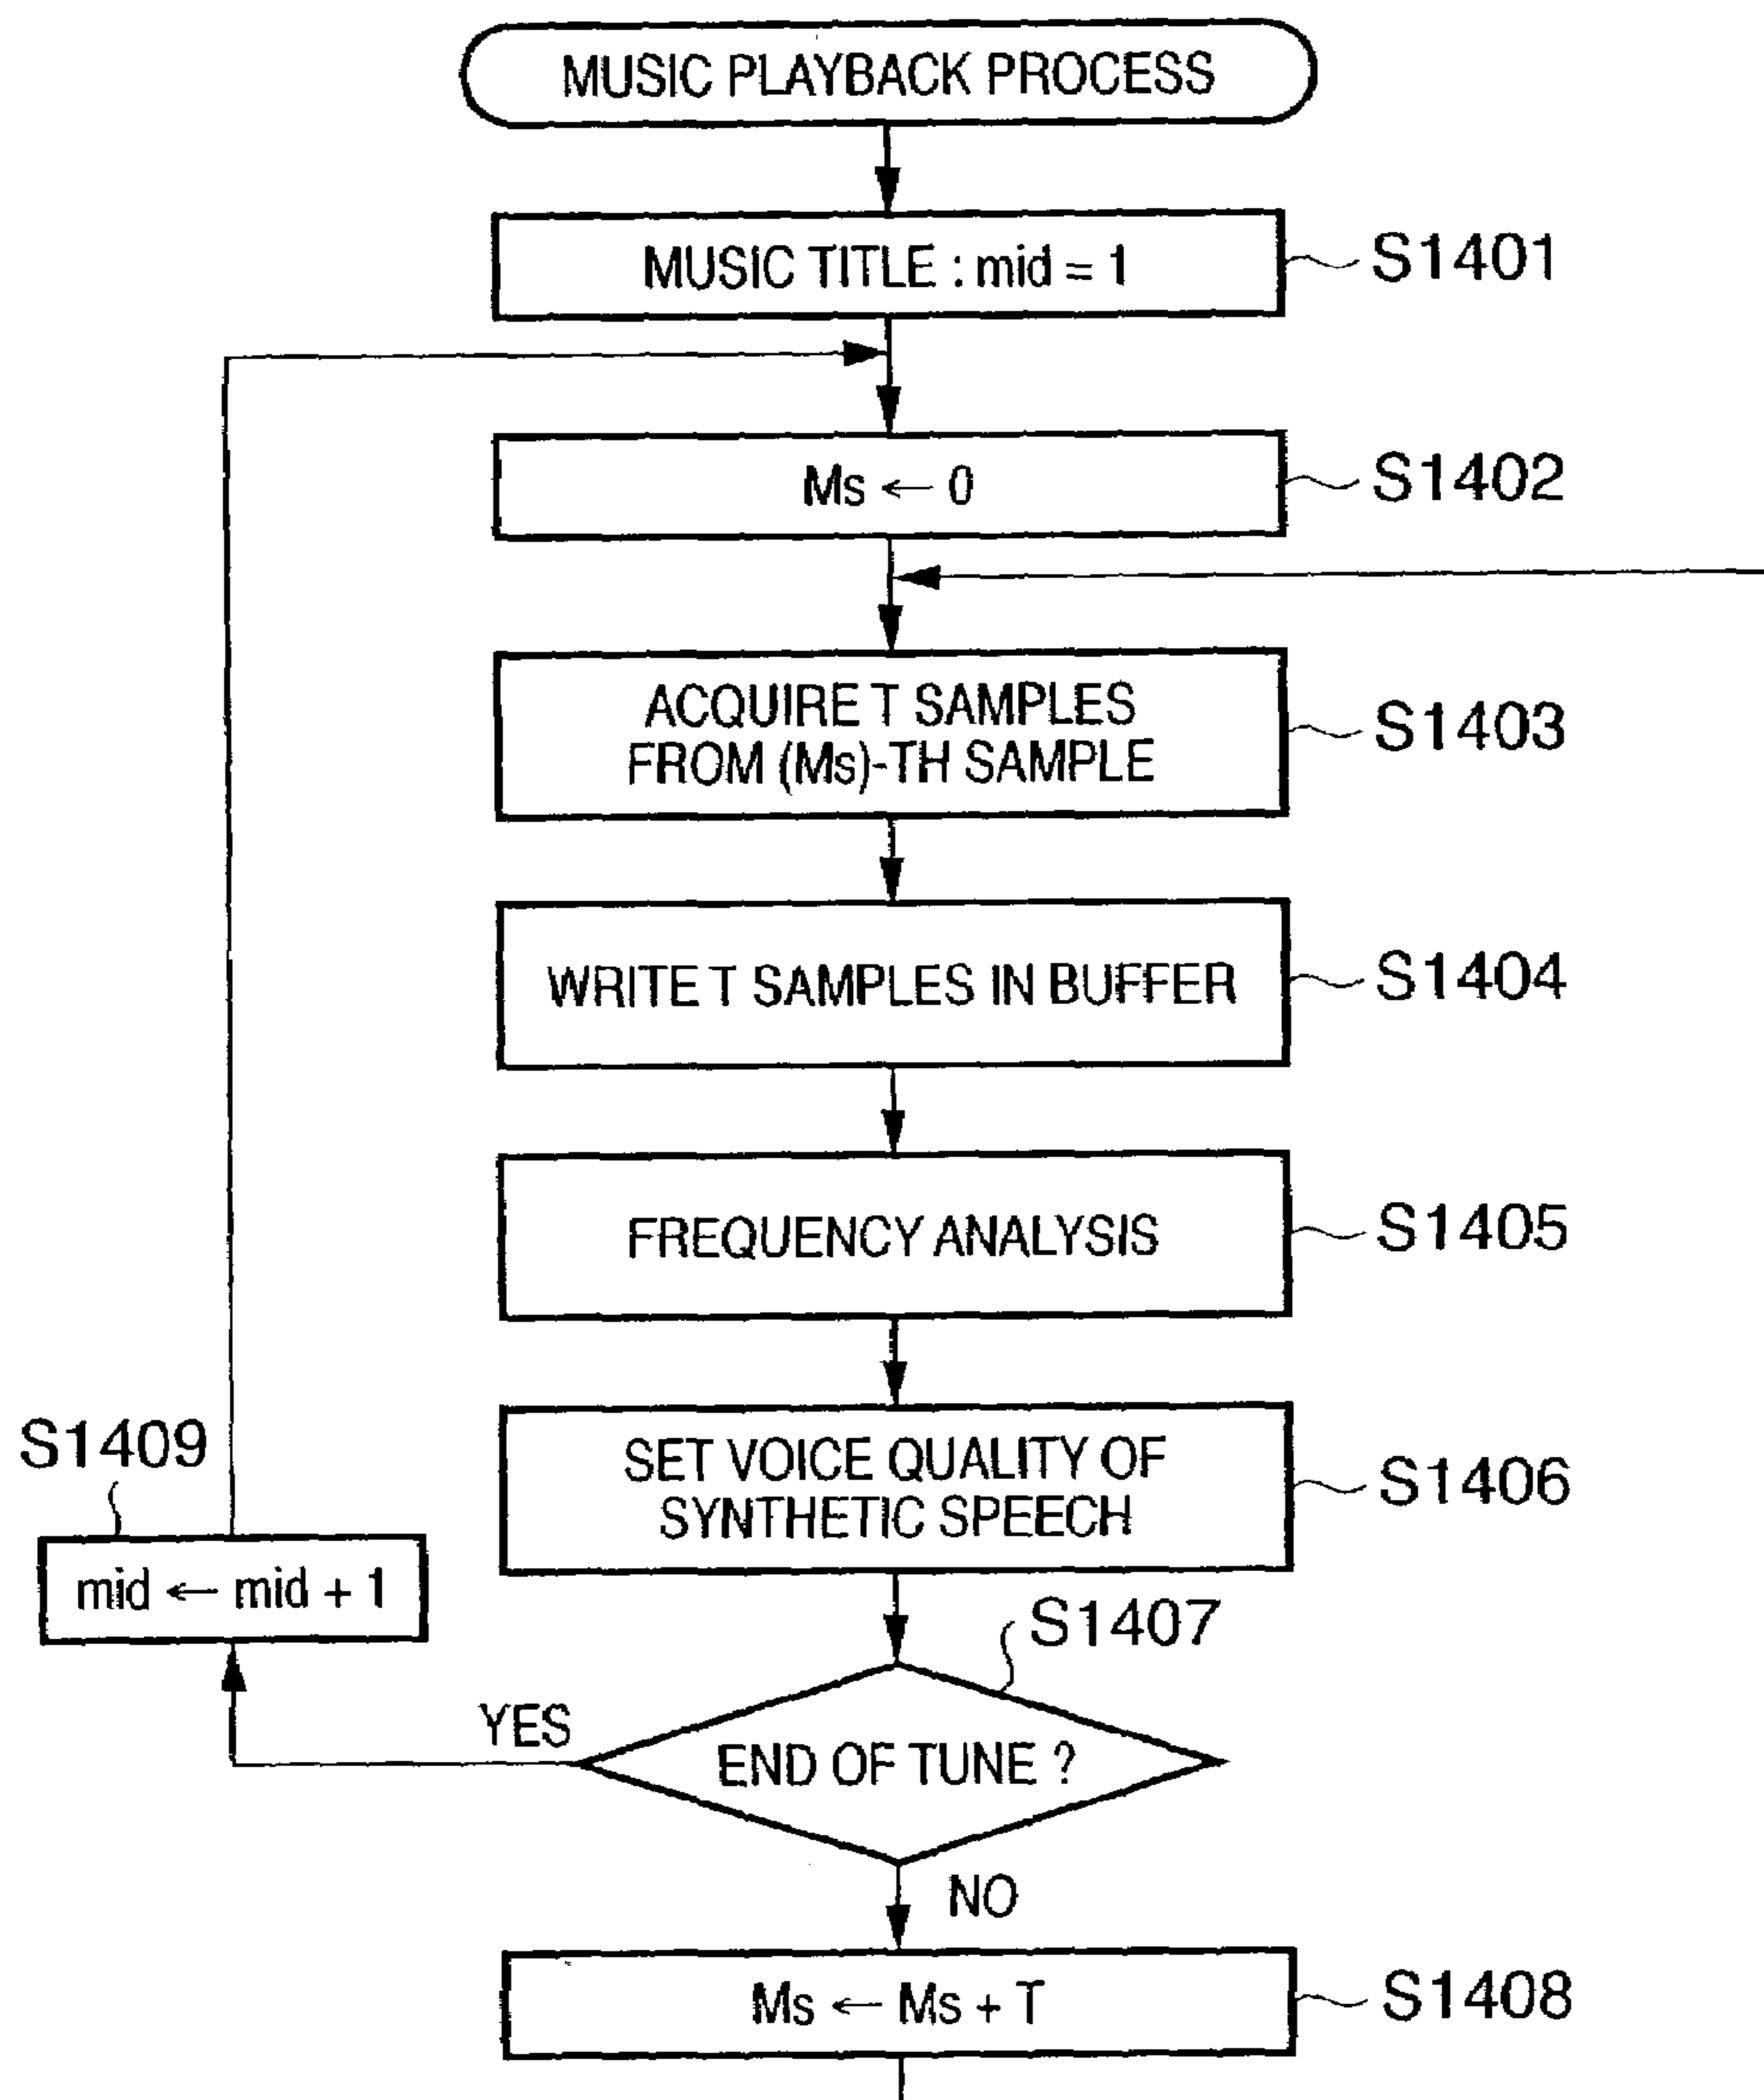 MUSIC PLAYBACK PROCESS
MUSIC TITLE : mid = 1
S1401
Ms ← 0
S1402
ACQUIRE T SAMPLES
FROM (Ms)-TH SAMPLE
S1403
WRITE T SAMPLES IN BUFFER
S1404
FREQUENCY ANALYSIS
S1405
SET VOICE QUALITY OF
SYNTHETIC SPEECH
S1406
S1409
mid ← mid + 1
S1407
YES
END OF TUNE ?
NO
Ms ← Ms + T
S1408